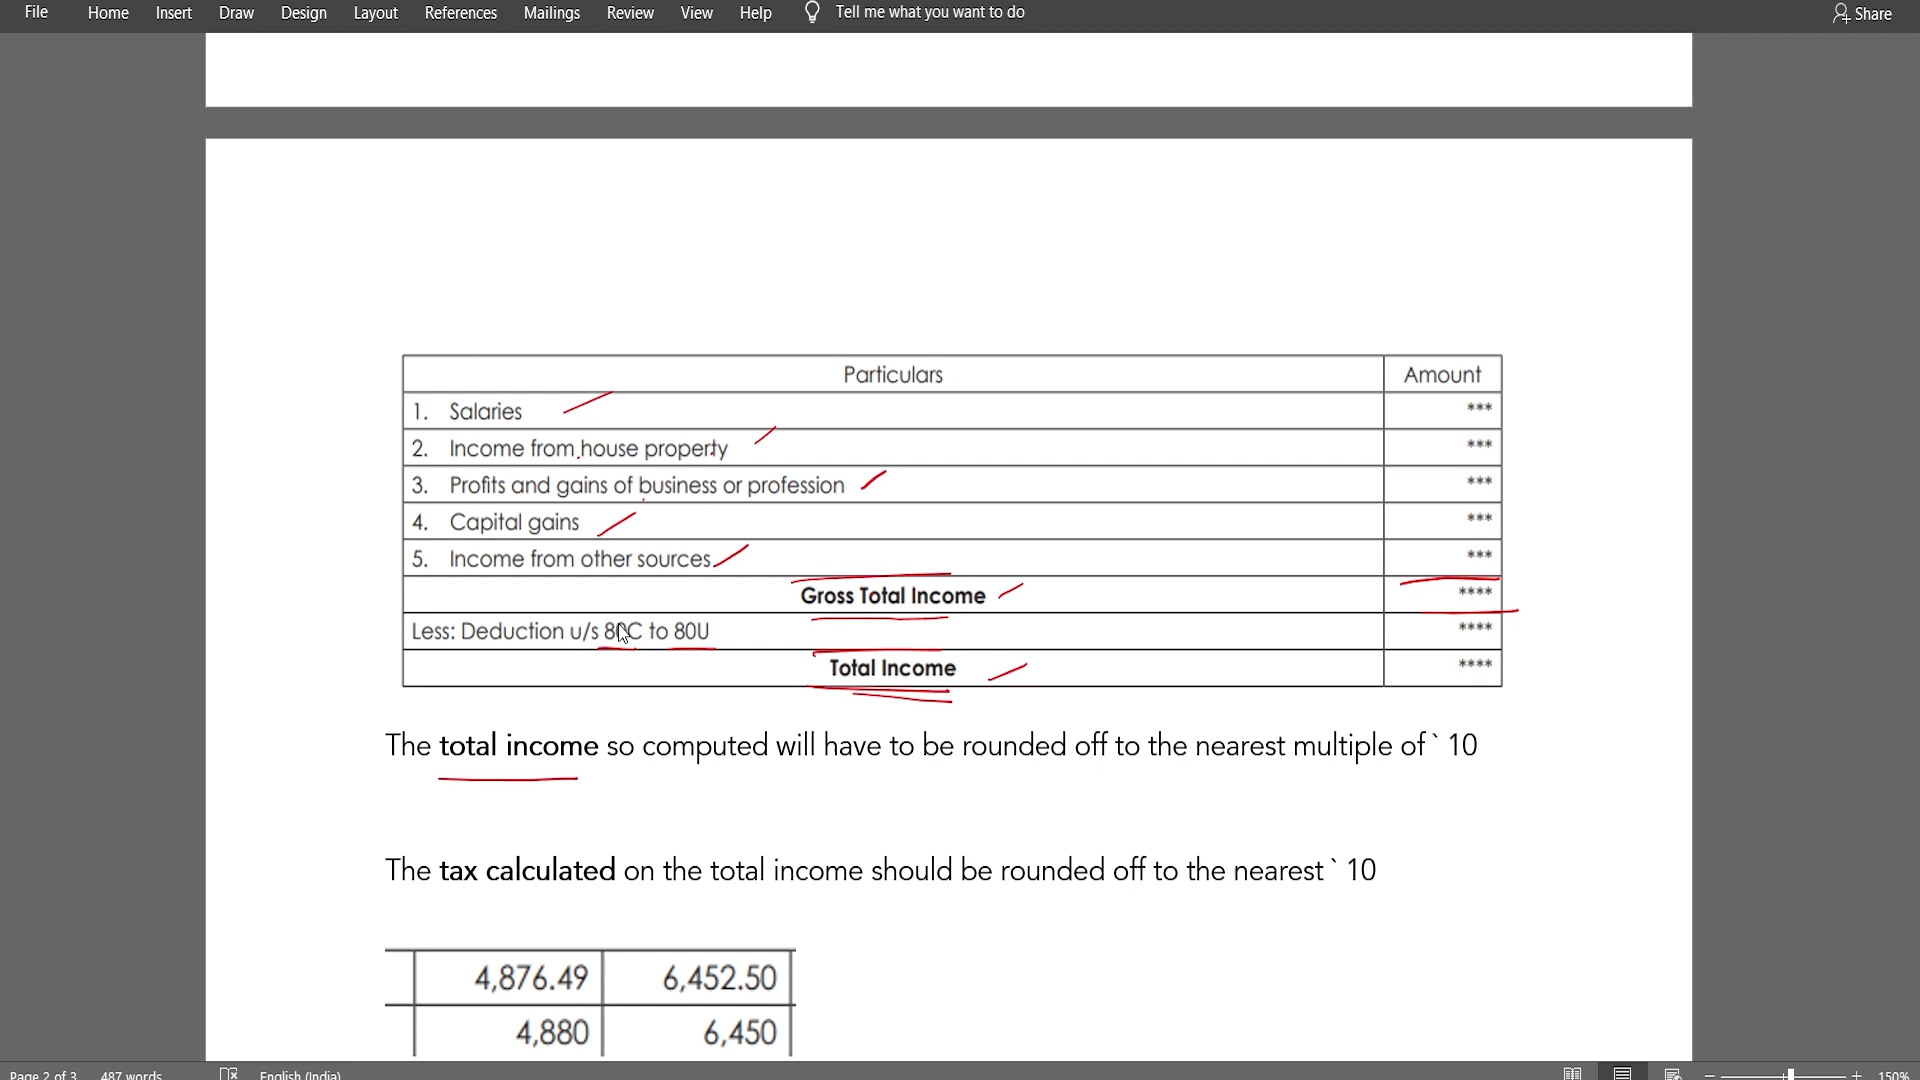 File Home Insert Draw Design Layout References Mailings Review View Help Tell me what you want to do Share
Particulars Amount
1. Salaries ***
2. Income from house property ***
3. Profits and gains of business or profession ***
4. Capital gains ***
5. Income from other sources ***
Gross Total Income ****
Less: Deduction u/s 80C to 80U ****
Total Income ****
The total income so computed will have to be rounded off to the nearest multiple of ` 10
The tax calculated on the total income should be rounded off to the nearest ` 10
4,876.49 6,452.50
4,880 6,450
Page 2 of 3 487 words English (India) 150%